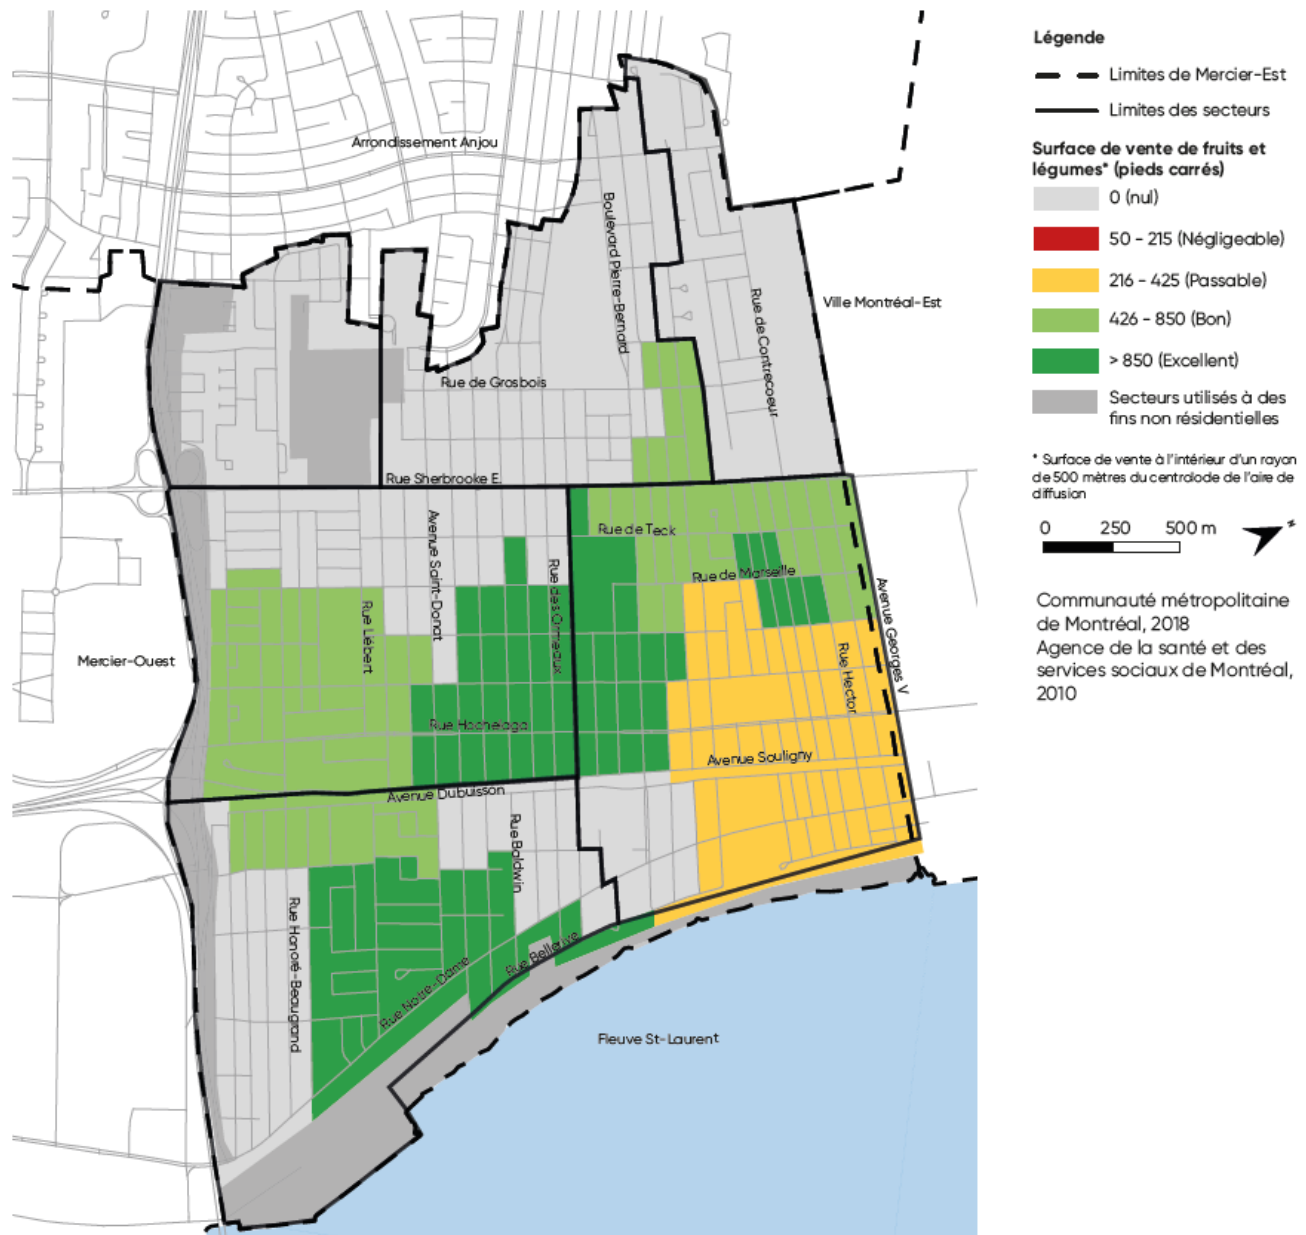 Légende
Limites de Mercier-Est
Limites des secteurs
Surface de vente de fruits et
légumes* (pieds carrés)
0 (nul)
50 - 215 (Négligeable)
216 - 425 (Passable)
426 - 850 (Bon)
> 850 (Excellent)
Secteurs utilisés à des
fins non résidentielles
* Surface de vente à l'intérieur d'un rayon
de 500 mètres du centroïode de l'aire de
diffusion
0 250 500 m
z
Communauté métropolitaine
de Montréal, 2018
Agence de la santé et des
services sociaux de Montréal,
2010
Arrondissement Anjou
Boulevard Pierre-Bernard
Rue de Contrecoeur
Ville Montréal-Est
Rue de Grosbois
Rue Sherbrooke E.
Avenue Saint-Donat
Rue des Ormeaux
Rue de Teck
Rue de Marseille
Rue Liébert
Avenue Georges V
Rue Hector
Mercier-Ouest
Rue Hochelaga
Avenue Souligny
Avenue Dubuisson
Rue Baldwin
Rue Honoré-Beaugrand
Rue Notre-Dame
Rue Bellerive
Fleuve St-Laurent